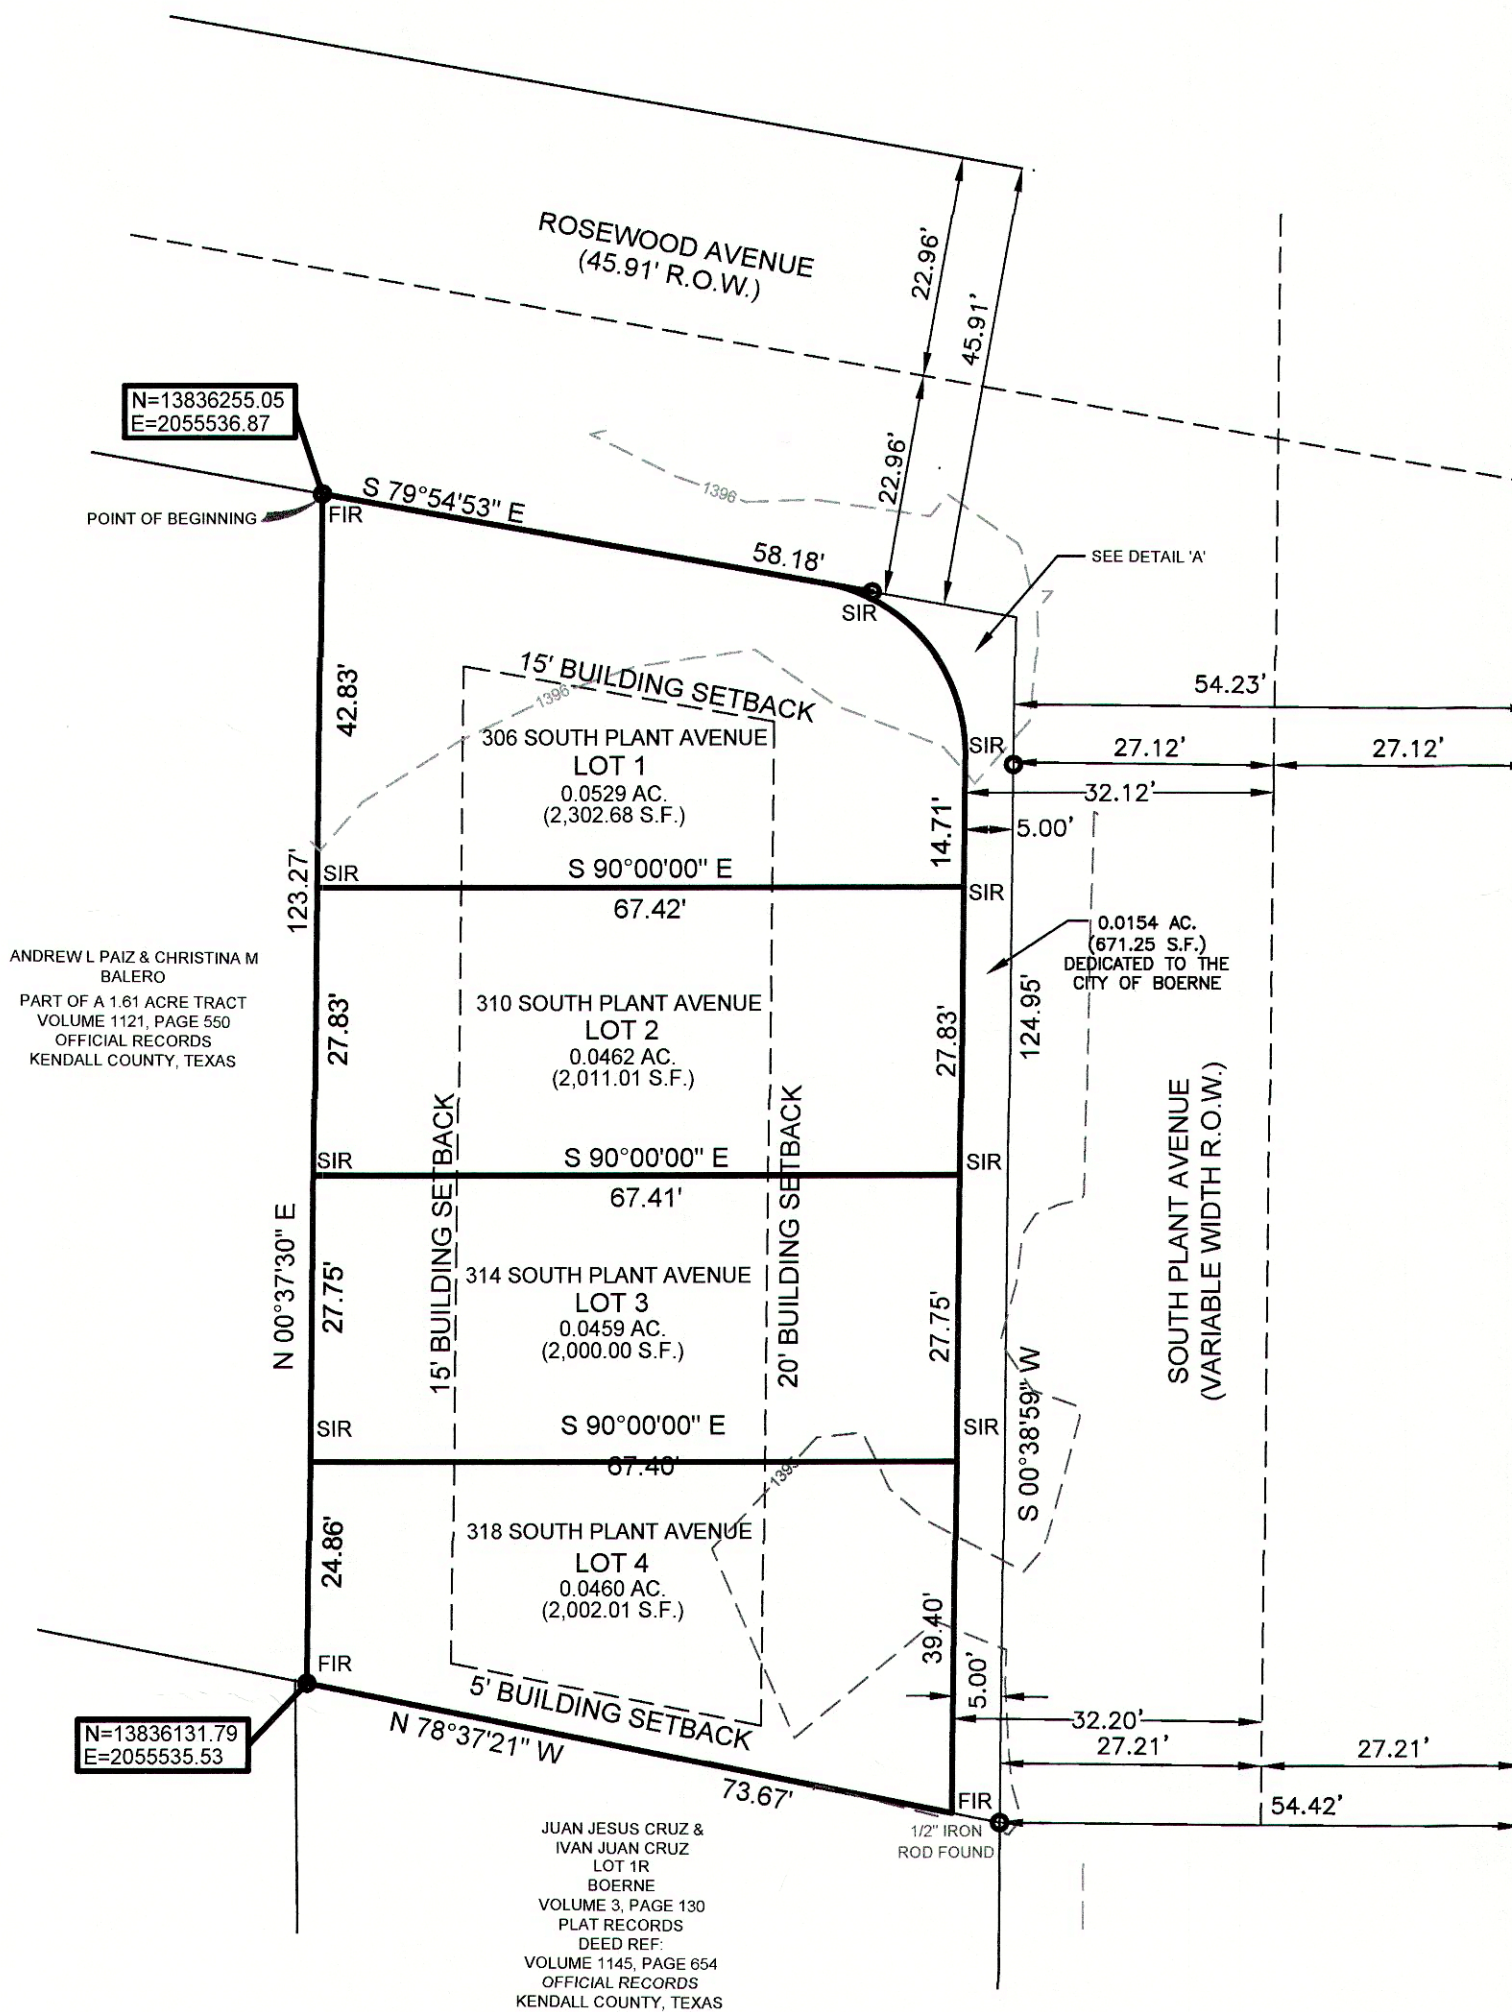 ROSEWOOD AVENUE
(45.91' R.O.W.)
22.96'
45.91'
22.96'
N=13836255.05
E=2055536.87
POINT OF BEGINNING
FIR
S 79°54'53" E
58.18'
1396
SEE DETAIL 'A'
SIR
15' BUILDING SETBACK
1396
42.83'
54.23'
306 SOUTH PLANT AVENUE
LOT 1
0.0529 AC.
(2,302.68 S.F.)
SIR
27.12'
27.12'
32.12'
5.00'
14.71'
123.27'
SIR
S 90°00'00" E
67.42'
SIR
0.0154 AC.
(671.25 S.F.)
DEDICATED TO THE
CITY OF BOERNE
ANDREW L PAIZ & CHRISTINA M
BALERO
PART OF A 1.61 ACRE TRACT
VOLUME 1121, PAGE 550
OFFICIAL RECORDS
KENDALL COUNTY, TEXAS
27.83'
310 SOUTH PLANT AVENUE
LOT 2
0.0462 AC.
(2,011.01 S.F.)
27.83'
124.95'
SOUTH PLANT AVENUE
(VARIABLE WIDTH R.O.W.)
15' BUILDING SETBACK
20' BUILDING SETBACK
SIR
S 90°00'00" E
67.41'
SIR
N 00°37'30" E
27.75'
314 SOUTH PLANT AVENUE
LOT 3
0.0459 AC.
(2,000.00 S.F.)
27.75'
S 00°38'59" W
SIR
S 90°00'00" E
67.40'
SIR
1395
24.86'
318 SOUTH PLANT AVENUE
LOT 4
0.0460 AC.
(2,002.01 S.F.)
39.40'
5.00'
FIR
5' BUILDING SETBACK
N 78°37'21" W
73.67'
N=13836131.79
E=2055535.53
32.20'
27.21'
27.21'
54.42'
FIR
1/2" IRON
ROD FOUND
JUAN JESUS CRUZ &
IVAN JUAN CRUZ
LOT 1R
BOERNE
VOLUME 3, PAGE 130
PLAT RECORDS
DEED REF:
VOLUME 1145, PAGE 654
OFFICIAL RECORDS
KENDALL COUNTY, TEXAS